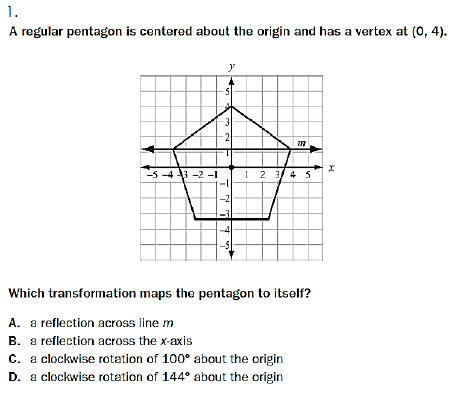 1.
A regular pentagon is centered about the origin and has a vertex at (0, 4).
y
5
4
3
2
m
1
x
-5 -4 -3 -2 -1 1 2 3 4 5
-1
-2
-3
-4
-5
Which transformation maps the pentagon to itself?
A. a reflection across line m
B. a reflection across the x-axis
C. a clockwise rotation of 100° about the origin
D. a clockwise rotation of 144° about the origin